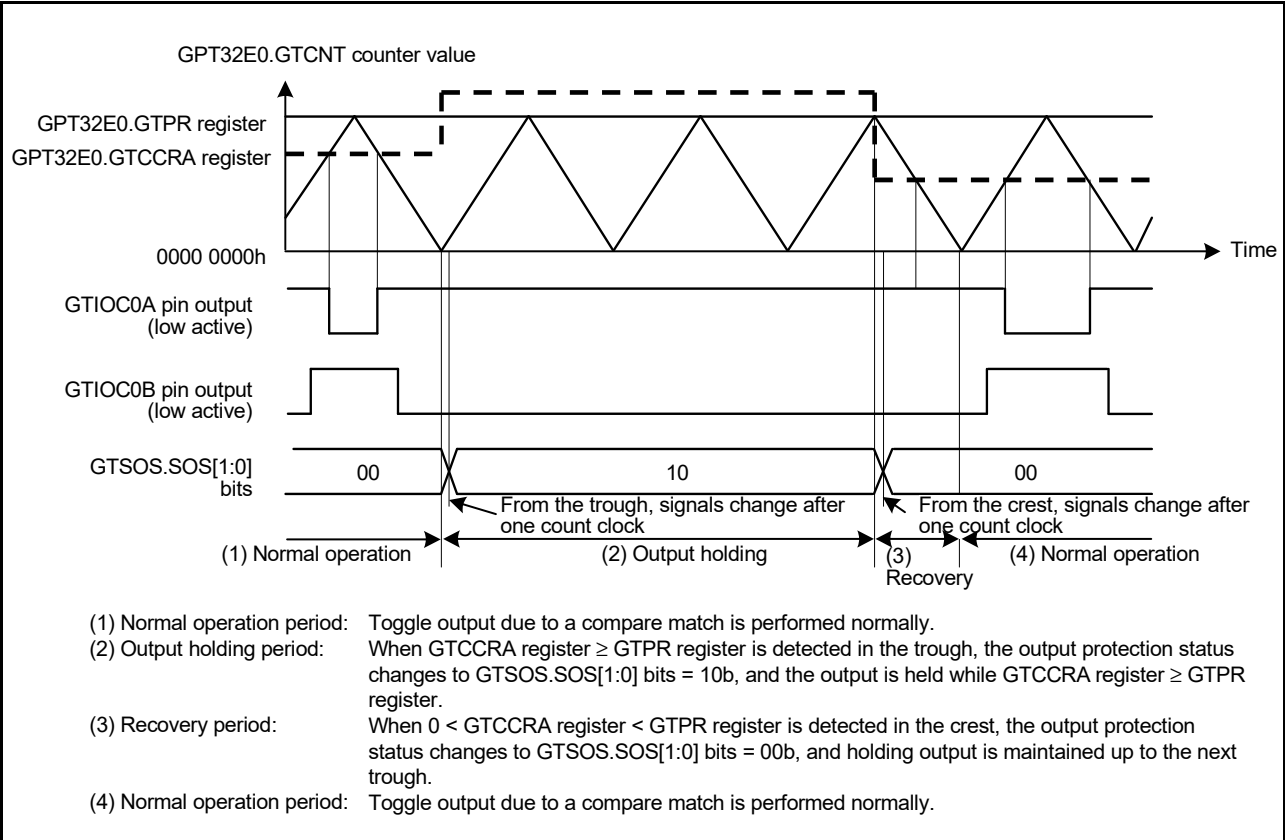 GPT32E0.GTCNT counter value
GPT32E0.GTPR register
GPT32E0.GTCCRA register
0000 0000h
Time
GTIOC0A pin output
(low active)
GTIOC0B pin output
(low active)
GTSOS.SOS[1:0]
bits
00
10
00
From the trough, signals change after
one count clock
From the crest, signals change after
one count clock
(1) Normal operation
(2) Output holding
(3)
Recovery
(4) Normal operation
(1) Normal operation period: Toggle output due to a compare match is performed normally.
(2) Output holding period: When GTCCRA register ≥ GTPR register is detected in the trough, the output protection status
changes to GTSOS.SOS[1:0] bits = 10b, and the output is held while GTCCRA register ≥ GTPR
register.
(3) Recovery period: When 0 < GTCCRA register < GTPR register is detected in the crest, the output protection
status changes to GTSOS.SOS[1:0] bits = 00b, and holding output is maintained up to the next
trough.
(4) Normal operation period: Toggle output due to a compare match is performed normally.